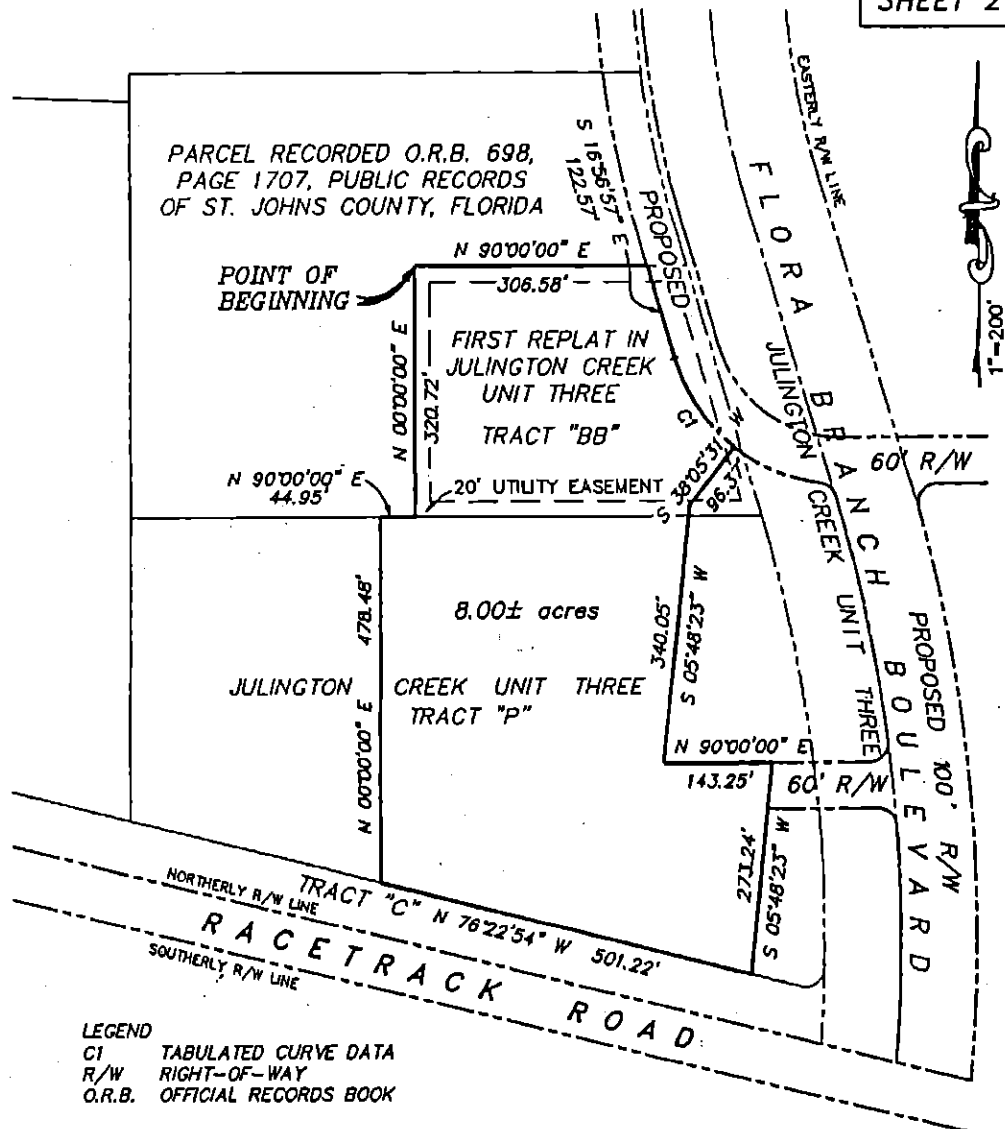 SHEET 2
PARCEL RECORDED O.R.B. 698,
PAGE 1707, PUBLIC RECORDS
OF ST. JOHNS COUNTY, FLORIDA
S 16°56'57" E
122.57'
PROPOSED
EASTERLY R/W LINE
FLORA BRANCH BOULEVARD
JULINGTON CREEK UNIT THREE
PROPOSED 100' R/W
1"=200'
N 90°00'00" E
306.58'
POINT OF
BEGINNING
N 00°00'00" E
320.72'
FIRST REPLAT IN
JULINGTON CREEK
UNIT THREE
TRACT "BB"
C1
S 38°05'31" W
96.37'
60' R/W
N 90°00'00" E
44.95'
20' UTILITY EASEMENT
478.48'
N 00°00'00" E
8.00± acres
340.05'
S 05°48'23" W
JULINGTON CREEK UNIT THREE
TRACT "P"
N 90°00'00" E
143.25'
60' R/W
273.24'
S 05°48'23" W
NORTHERLY R/W LINE
TRACT "C" N 76°22'54" W 501.22'
RACETRACK ROAD
SOUTHERLY R/W LINE
LEGEND
C1 TABULATED CURVE DATA
R/W RIGHT-OF-WAY
O.R.B. OFFICIAL RECORDS BOOK